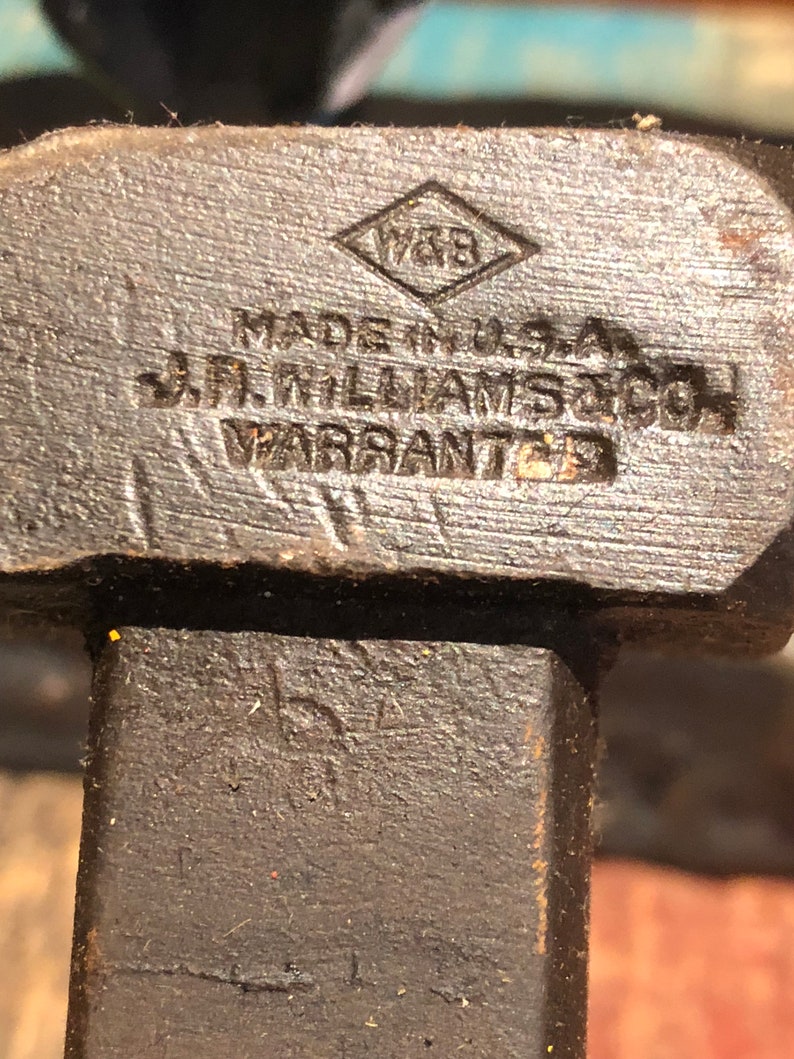 W&B
MADE IN U.S.A.
J.R. WILLIAMS & CO.
WARRANTED